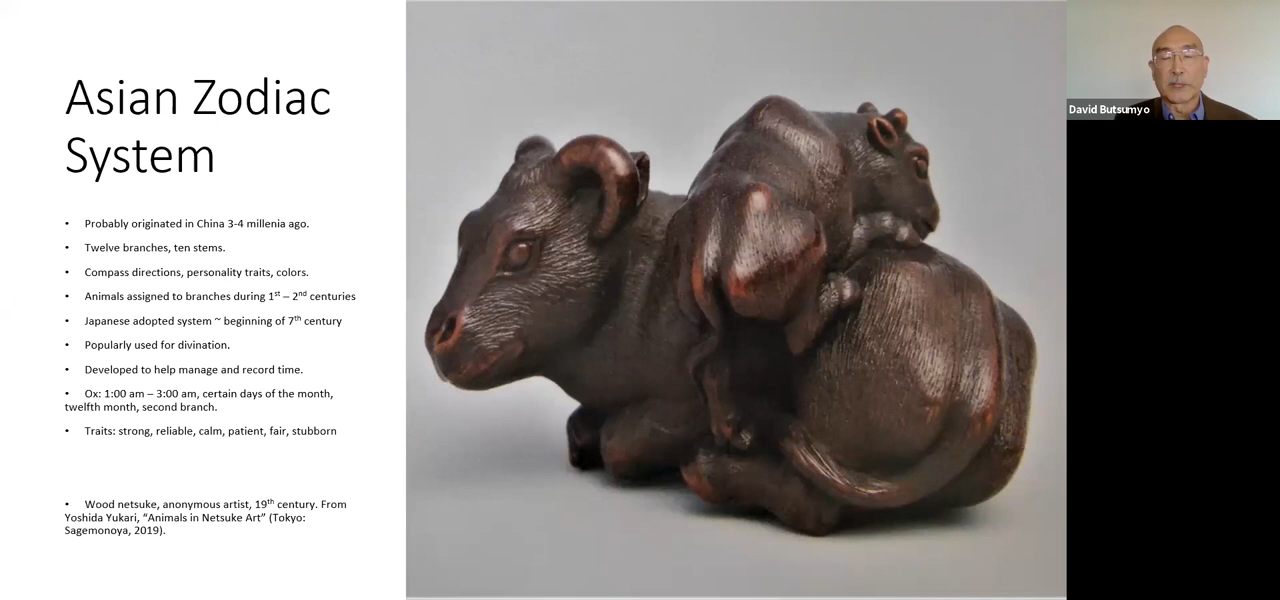 Asian Zodiac
System
• Probably originated in China 3-4 millenia ago.
• Twelve branches, ten stems.
• Compass directions, personality traits, colors.
• Animals assigned to branches during 1st – 2nd centuries
• Japanese adopted system ~ beginning of 7th century
• Popularly used for divination.
• Developed to help manage and record time.
• Ox: 1:00 am – 3:00 am, certain days of the month,
twelfth month, second branch.
• Traits: strong, reliable, calm, patient, fair, stubborn
• Wood netsuke, anonymous artist, 19th century. From
Yoshida Yukari, “Animals in Netsuke Art” (Tokyo:
Sagemonoya, 2019).
David Butsumyo